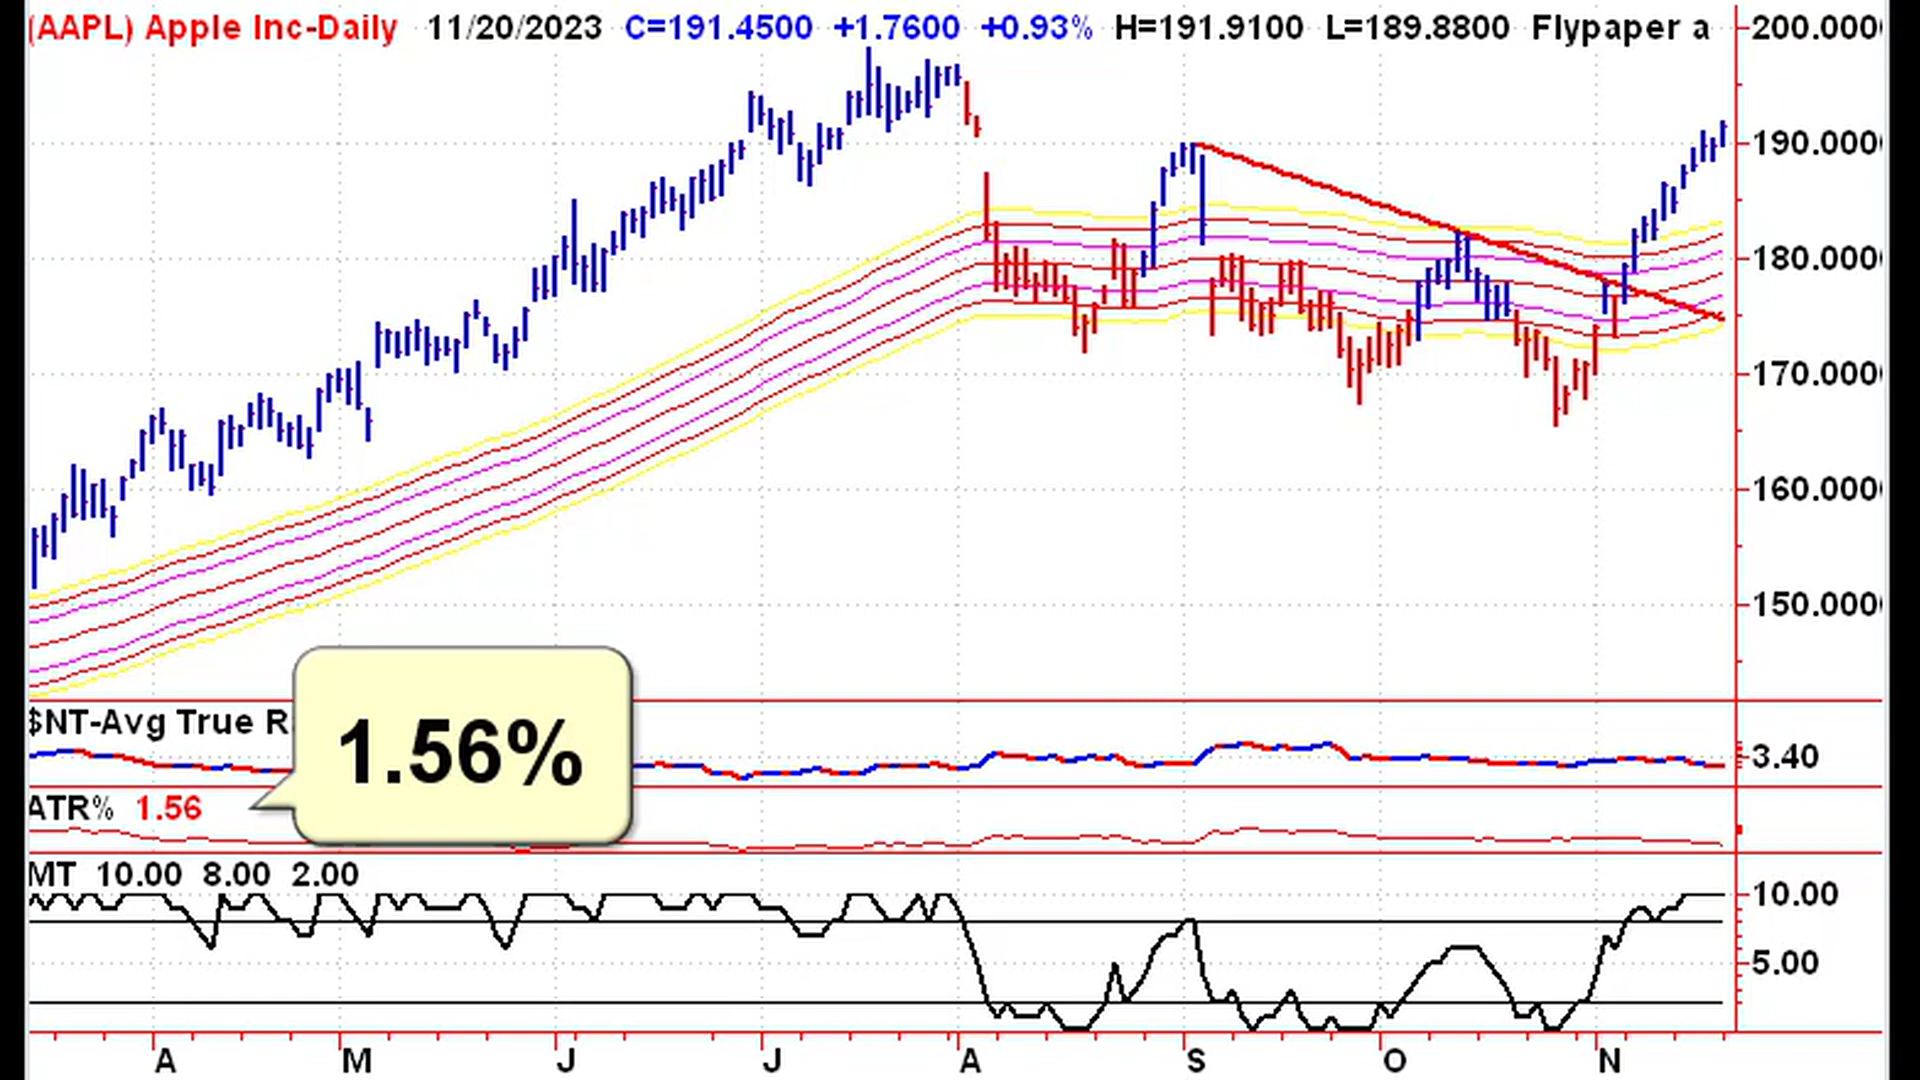 (AAPL) Apple Inc-Daily 11/20/2023 C=191.4500 +1.7600 +0.93% H=191.9100 L=189.8800 Flypaper a
200.000
190.000
180.000
170.000
160.000
150.000
$NT-Avg True R
1.56%
3.40
ATR% 1.56
MT 10.00 8.00 2.00
10.00
5.00
A M J J A S O N